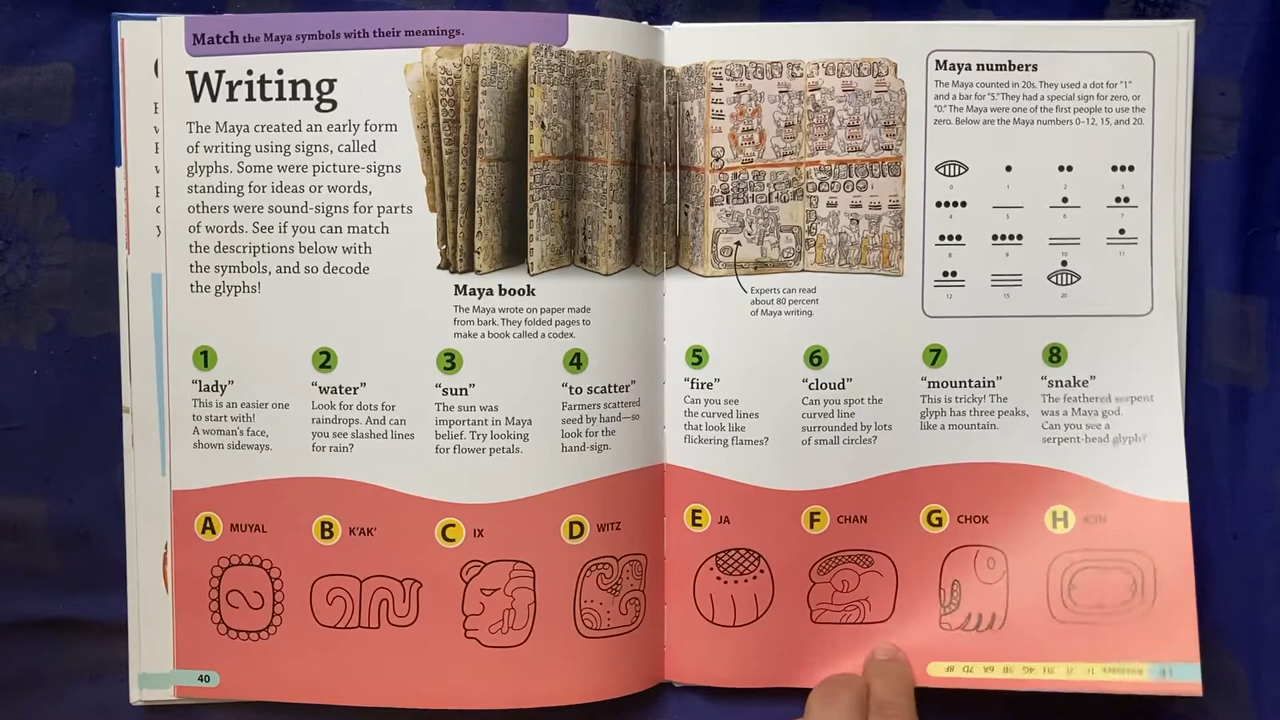 Match the Maya symbols with their meanings.
Writing
The Maya created an early form
of writing using signs, called
glyphs. Some were picture-signs
standing for ideas or words,
others were sound-signs for parts
of words. See if you can match
the descriptions below with
the symbols, and so decode
the glyphs!
Maya book
The Maya wrote on paper made
from bark. They folded pages to
make a book called a codex.
Experts can read
about 80 percent
of Maya writing.
Maya numbers
The Maya counted in 20s. They used a dot for "1"
and a bar for "5." They had a special sign for zero, or
"0." The Maya were one of the first people to use the
zero. Below are the Maya numbers 0–12, 15, and 20.
0 1 2 3
4 5 6 7
8 9 10 11
12 15 20
1
"lady"
This is an easier one
to start with!
A woman's face,
shown sideways.
2
"water"
Look for dots for
raindrops. And can
you see slashed lines
for rain?
3
"sun"
The sun was
important in Maya
belief. Try looking
for flower petals.
4
"to scatter"
Farmers scattered
seed by hand—so
look for the
hand-sign.
5
"fire"
Can you see
the curved lines
that look like
flickering flames?
6
"cloud"
Can you spot the
curved line
surrounded by lots
of small circles?
7
"mountain"
This is tricky! The
glyph has three peaks,
like a mountain.
8
"snake"
The feathered serpent
was a Maya god.
Can you see a
serpent-head glyph?
A MUYAL
B K'AK'
C IX
D WITZ
E JA
F CHAN
G CHOK
H
40
6A 7D 8F